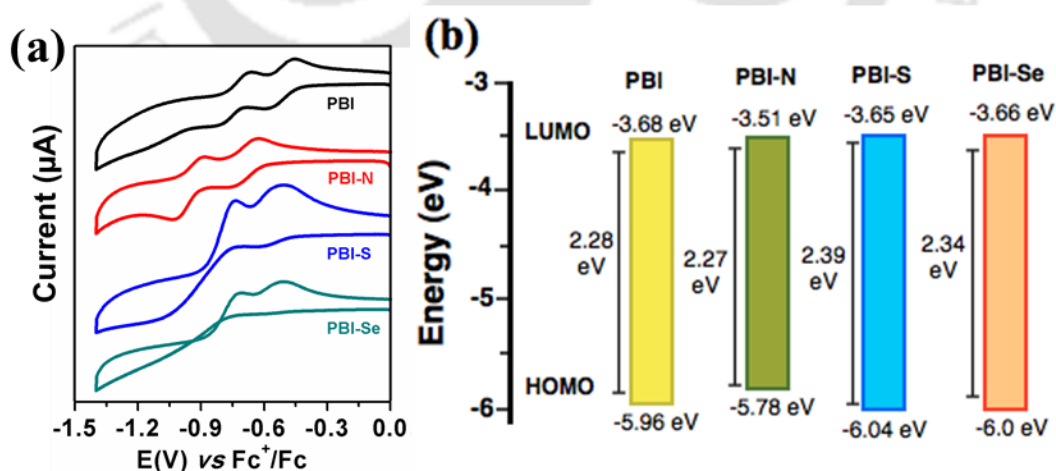 (a)
PBI
PBI-N
PBI-S
PBI-Se
Current (µA)
-1.5 -1.2 -0.9 -0.6 -0.3 0.0
E(V) vs Fc⁺/Fc
(b)
PBI PBI-N PBI-S PBI-Se
-3
-3.68 eV -3.51 eV -3.65 eV -3.66 eV
LUMO
-4
2.28 eV
2.27 eV
2.39 eV
2.34 eV
-5
Energy (eV)
HOMO
-6
-5.96 eV -5.78 eV -6.04 eV -6.0 eV